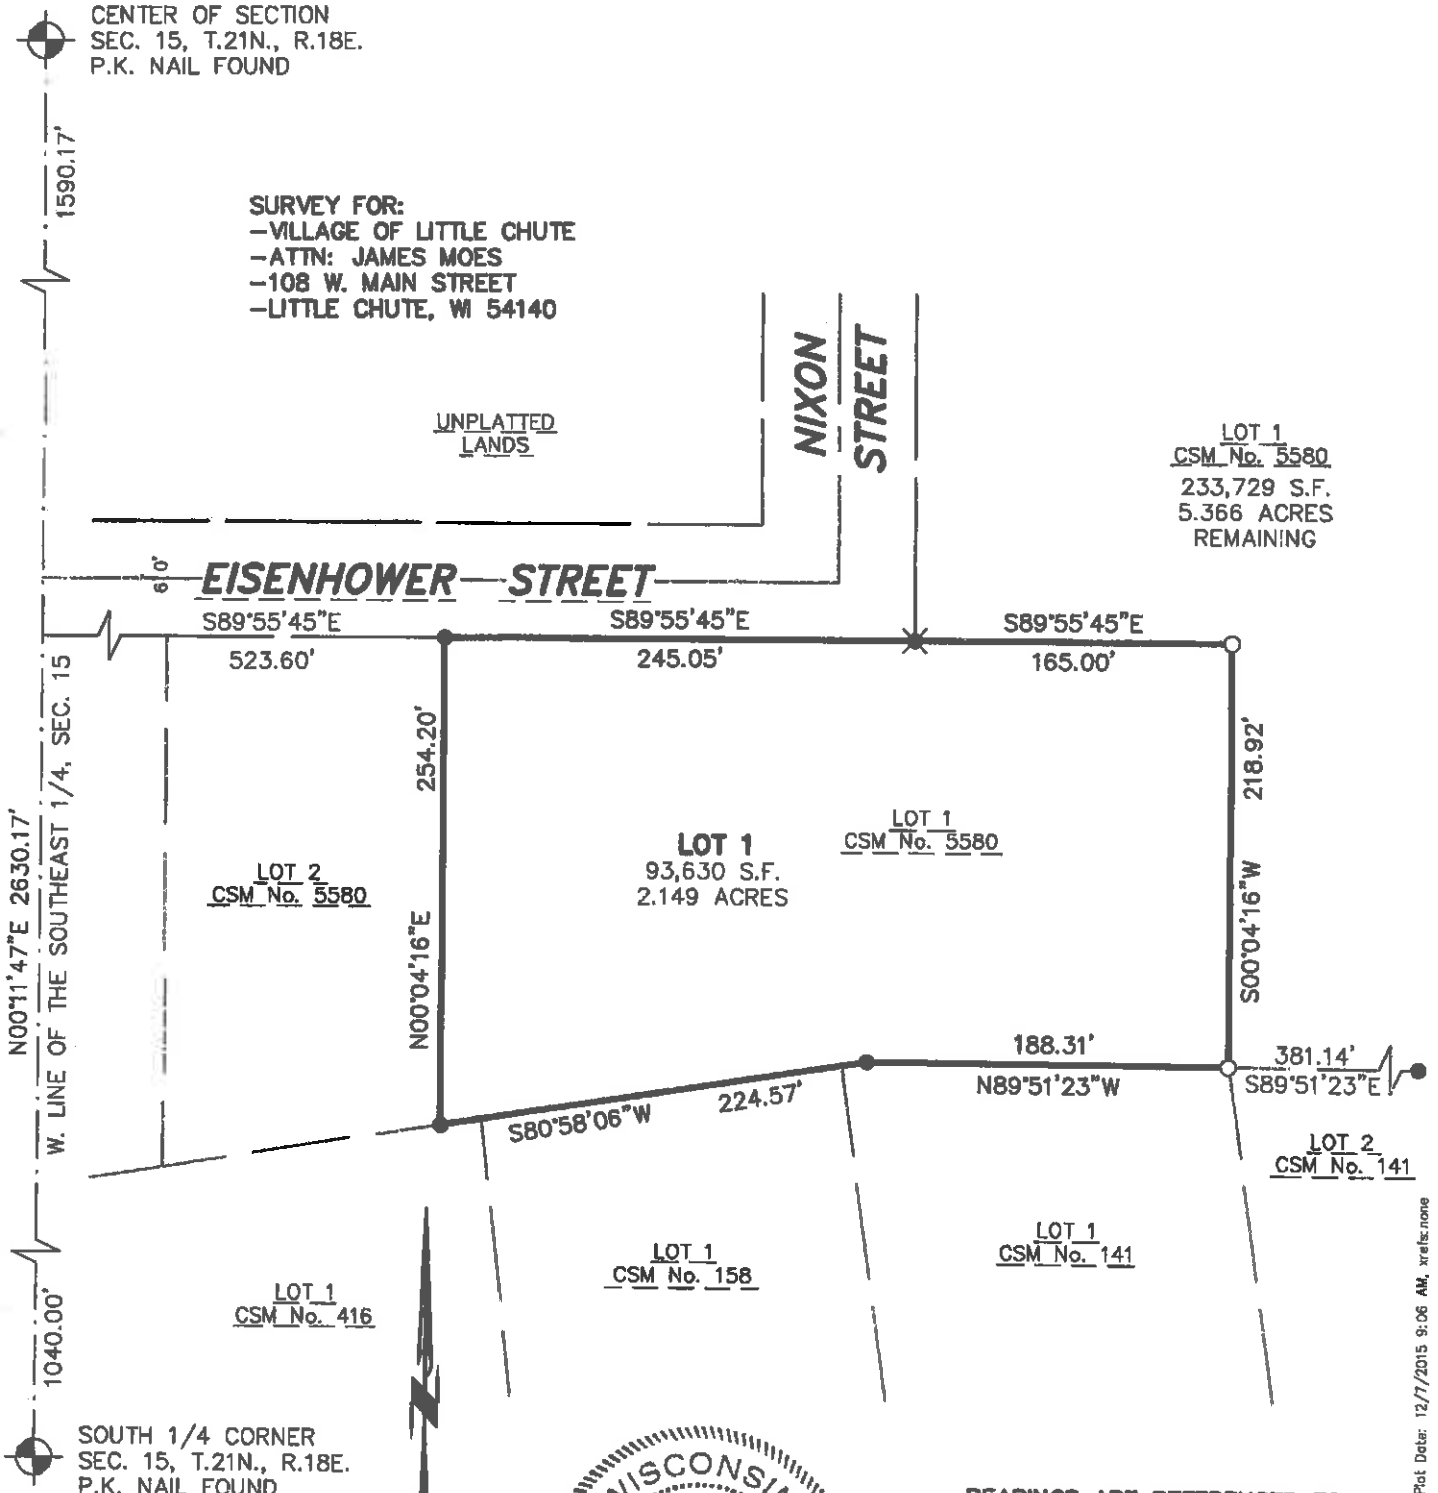 CENTER OF SECTION
SEC. 15, T.21N., R.18E.
P.K. NAIL FOUND
1590.17'
SURVEY FOR:
-VILLAGE OF LITTLE CHUTE
-ATTN: JAMES MOES
-108 W. MAIN STREET
-LITTLE CHUTE, WI 54140
NIXON
STREET
UNPLATTED
LANDS
LOT 1
CSM No. 5580
233,729 S.F.
5.366 ACRES
REMAINING
60'
EISENHOWER STREET
S89°55'45"E
523.60'
S89°55'45"E
245.05'
S89°55'45"E
165.00'
254.20'
N00°04'16"E
218.92'
S00°04'16"W
LOT 1
93,630 S.F.
2.149 ACRES
LOT 1
CSM No. 5580
LOT 2
CSM No. 5580
N00°11'47"E 2630.17'
W. LINE OF THE SOUTHEAST 1/4, SEC. 15
188.31'
N89°51'23"W
381.14'
S89°51'23"E
S80°58'06"W
224.57'
LOT 2
CSM No. 141
LOT 1
CSM No. 141
LOT 1
CSM No. 158
LOT 1
CSM No. 416
1040.00'
SOUTH 1/4 CORNER
SEC. 15, T.21N., R.18E.
P.K. NAIL FOUND
WISCONSIN
BEARINGS ARE REFERENCED TO
Plot Date: 12/7/2015 9:06 AM, xrefs:none